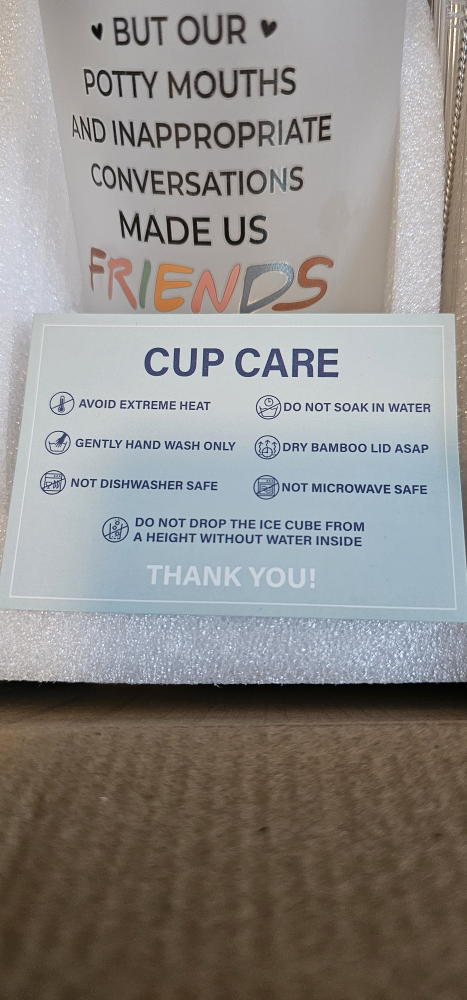 BUT OUR
POTTY MOUTHS
AND INAPPROPRIATE
CONVERSATIONS
MADE US
FRIENDS
CUP CARE
AVOID EXTREME HEAT
DO NOT SOAK IN WATER
GENTLY HAND WASH ONLY
DRY BAMBOO LID ASAP
NOT DISHWASHER SAFE
NOT MICROWAVE SAFE
DO NOT DROP THE ICE CUBE FROM
A HEIGHT WITHOUT WATER INSIDE
THANK YOU!